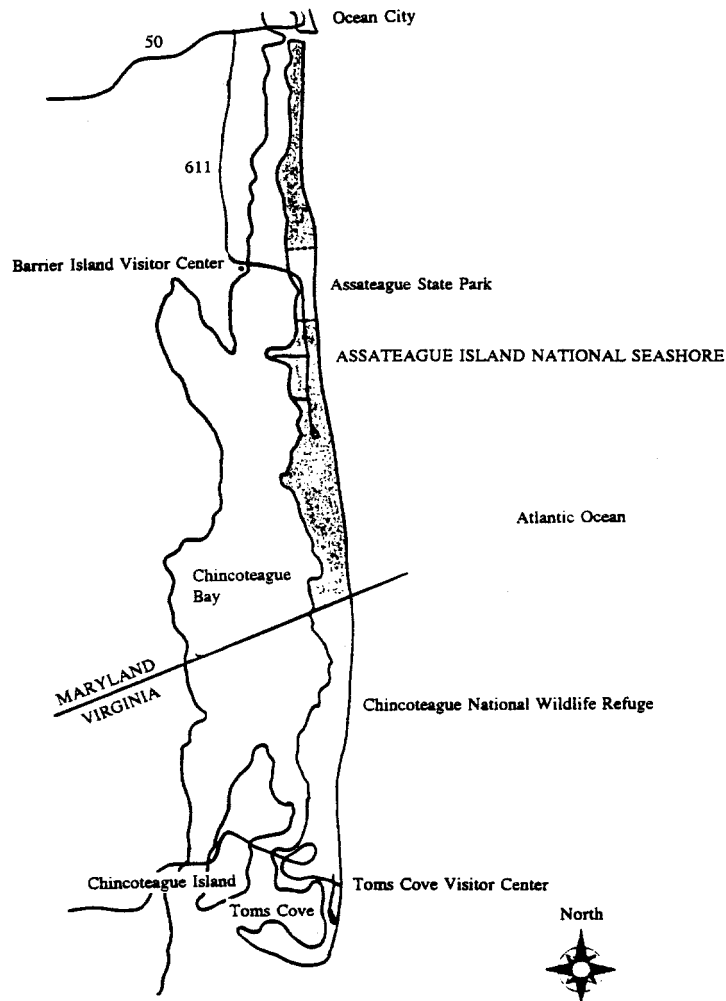 Ocean City
50
611
Barrier Island Visitor Center
Assateague State Park
ASSATEAGUE ISLAND NATIONAL SEASHORE
Atlantic Ocean
Chincoteague
Bay
MARYLAND
VIRGINIA
Chincoteague National Wildlife Refuge
Chincoteague Island
Toms Cove Visitor Center
Toms Cove
North